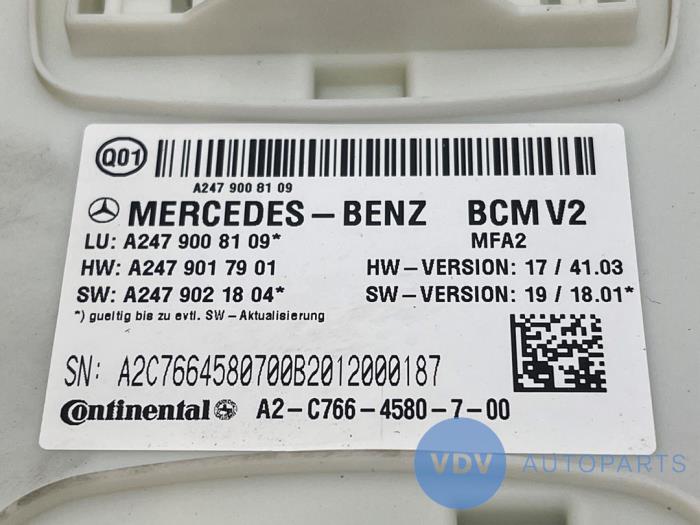 Q01
A247 900 81 09
MERCEDES-BENZ BCM V2
LU: A247 900 81 09* MFA2
HW: A247 901 79 01 HW-VERSION: 17 / 41.03
SW: A247 902 18 04* SW-VERSION: 19 / 18.01*
*) gueltig bis zu evtl. SW-Aktualisierung
SN: A2C7664580700B2012000187
Continental A2-C766-4580-7-00
VDV AUTOPARTS